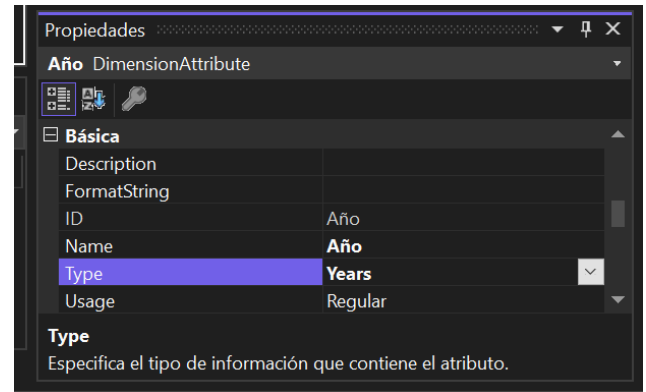 Propiedades
Año DimensionAttribute
Básica
Description
FormatString
ID Año
Name Año
Type Years
Usage Regular
Type
Especifica el tipo de información que contiene el atributo.